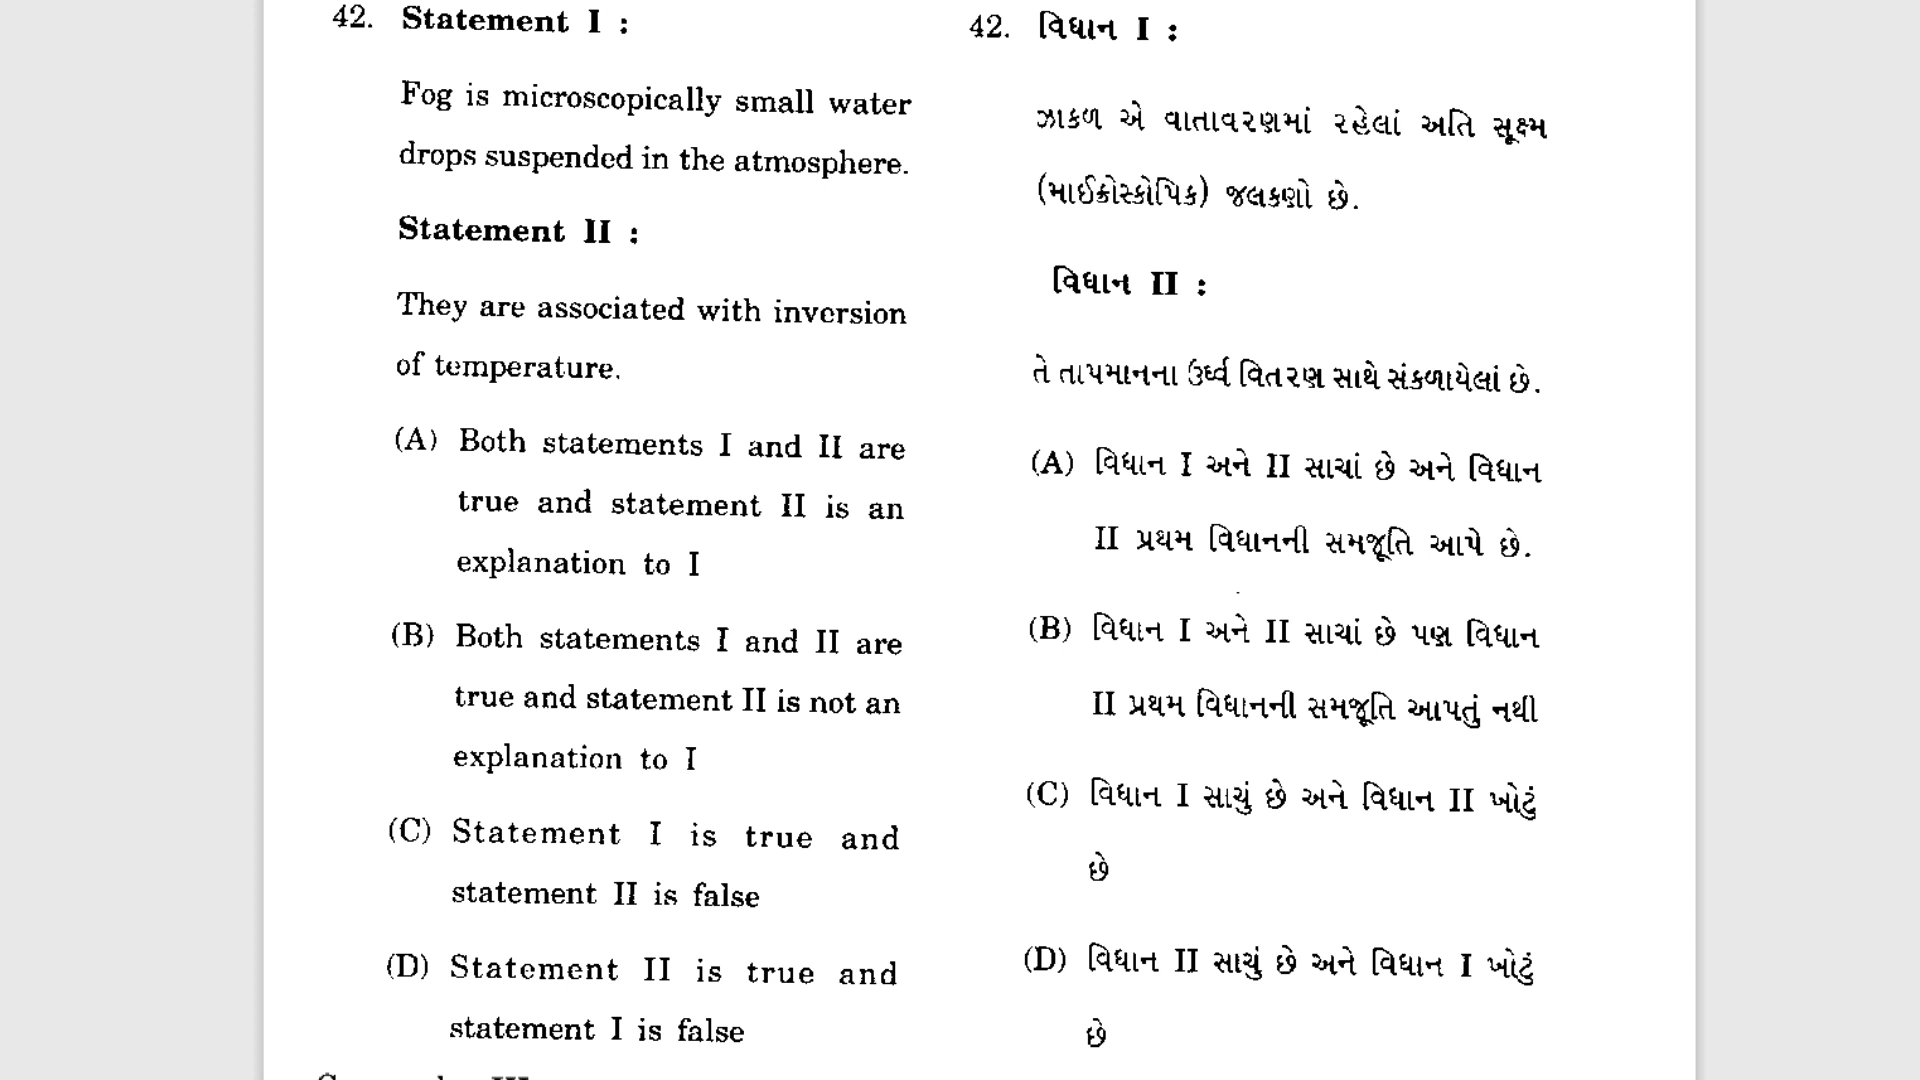 42. Statement I :
Fog is microscopically small water
drops suspended in the atmosphere.
Statement II :
They are associated with inversion
of temperature.
(A) Both statements I and II are
true and statement II is an
explanation to I
(B) Both statements I and II are
true and statement II is not an
explanation to I
(C) Statement I is true and
statement II is false
(D) Statement II is true and
statement I is false
42. વિધાન I :
ઝાકળ એ વાતાવરણમાં રહેલાં અતિ સૂક્ષ્મ
(માઈક્રોસ્કોપિક) જલકણો છે.
વિધાન II :
તે તાપમાનના ઉર્ધ્વ વિતરણ સાથે સંકળાયેલાં છે.
(A) વિધાન I અને II સાચાં છે અને વિધાન
II પ્રથમ વિધાનની સમજૂતિ આપે છે.
(B) વિધાન I અને II સાચાં છે પણ વિધાન
II પ્રથમ વિધાનની સમજૂતિ આપતું નથી
(C) વિધાન I સાચું છે અને વિધાન II ખોટું
છે
(D) વિધાન II સાચું છે અને વિધાન I ખોટું
છે